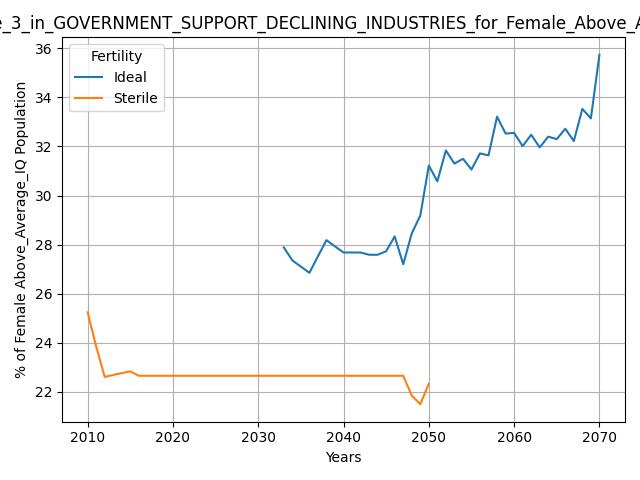 _3_in_GOVERNMENT_SUPPORT_DECLINING_INDUSTRIES_for_Female_Above_A
Fertility
Ideal
Sterile
% of Female Above_Average_IQ Population
36
34
32
30
28
26
24
22
2010 2020 2030 2040 2050 2060 2070
Years